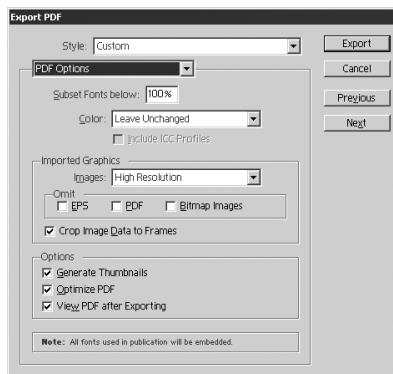 Export PDF
Style: Custom
Export
PDF Options
Cancel
Subset Fonts below: 100%
Previous
Color: Leave Unchanged
Next
Include ICC Profiles
Imported Graphics
Images: High Resolution
Omit
EPS PDF Bitmap Images
Crop Image Data to Frames
Options
Generate Thumbnails
Optimize PDF
View PDF after Exporting
Note: All fonts used in publication will be embedded.